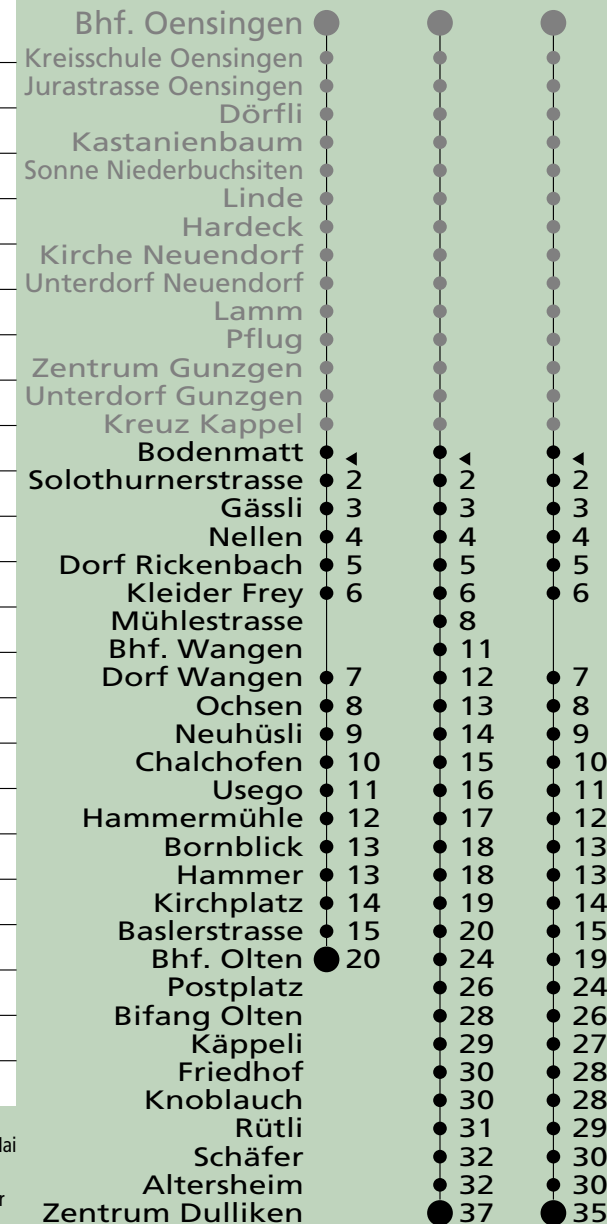 Bhf. Oensingen
Kreisschule Oensingen
Jurastrasse Oensingen
Dörfli
Kastanienbaum
Sonne Niederbuchsiten
Linde
Hardeck
Kirche Neuendorf
Unterdorf Neuendorf
Lamm
Pflug
Zentrum Gunzgen
Unterdorf Gunzgen
Kreuz Kappel
Bodenmatt
Solothurnerstrasse 2 2 2
Gässli 3 3 3
Nellen 4 4 4
Dorf Rickenbach 5 5 5
Kleider Frey 6 6 6
Mühlestrasse 8
Bhf. Wangen 11
Dorf Wangen 7 12 7
Ochsen 8 13 8
Neuhüsli 9 14 9
Chalchofen 10 15 10
Usego 11 16 11
Hammermühle 12 17 12
Bornblick 13 18 13
Hammer 13 18 13
Kirchplatz 14 19 14
Baslerstrasse 15 20 15
Bhf. Olten 20 24 19
Postplatz 26 24
Bifang Olten 28 26
Käppeli 29 27
Friedhof 30 28
Knoblauch 30 28
Rütli 31 29
Schäfer 32 30
Altersheim 32 30
Zentrum Dulliken 37 35